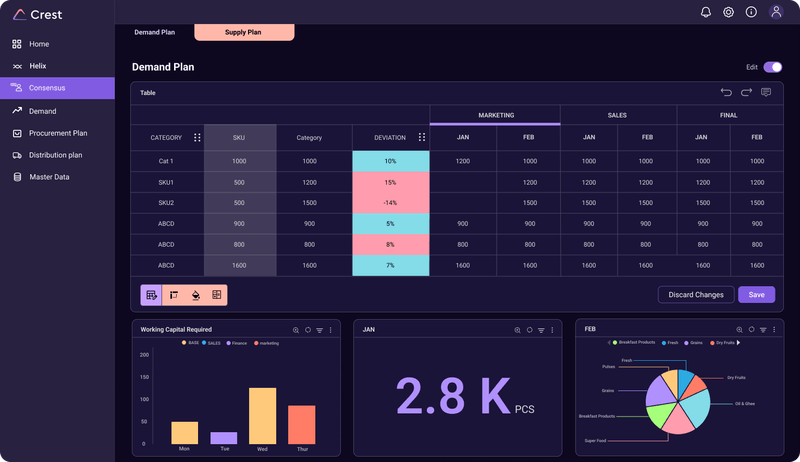 Crest
Home
Helix
Consensus
Demand
Procurement Plan
Distribution plan
Master Data
Demand Plan Supply Plan
Demand Plan Edit
Table
MARKETING SALES FINAL
CATEGORY SKU Category DEVIATION JAN FEB JAN FEB JAN FEB
Cat 1 1000 1000 10% 1200 1000 1000 1000 1000 1000
SKU1 500 1200 15% 1200 1200 1200 1200 1200
SKU2 500 1500 -14% 1500 1500 1500 1500 1500
ABCD 900 900 5% 900 900 900 900 900 900
ABCD 800 800 8% 800 800 800 800 800 800
ABCD 1600 1600 7% 1600 1600 1600 1600 1600 1600
Discard Changes Save
Working Capital Required
BASE SALES Finance marketing
200
150
100
50
0
Mon Tue Wed Thur
JAN
2.8 K PCS
FEB
Breakfast Products Fresh Grains Dry Fruits
Fresh
Pulses
Dry Fruits
Grains
Oil & Ghee
Breakfast Products
Super Food